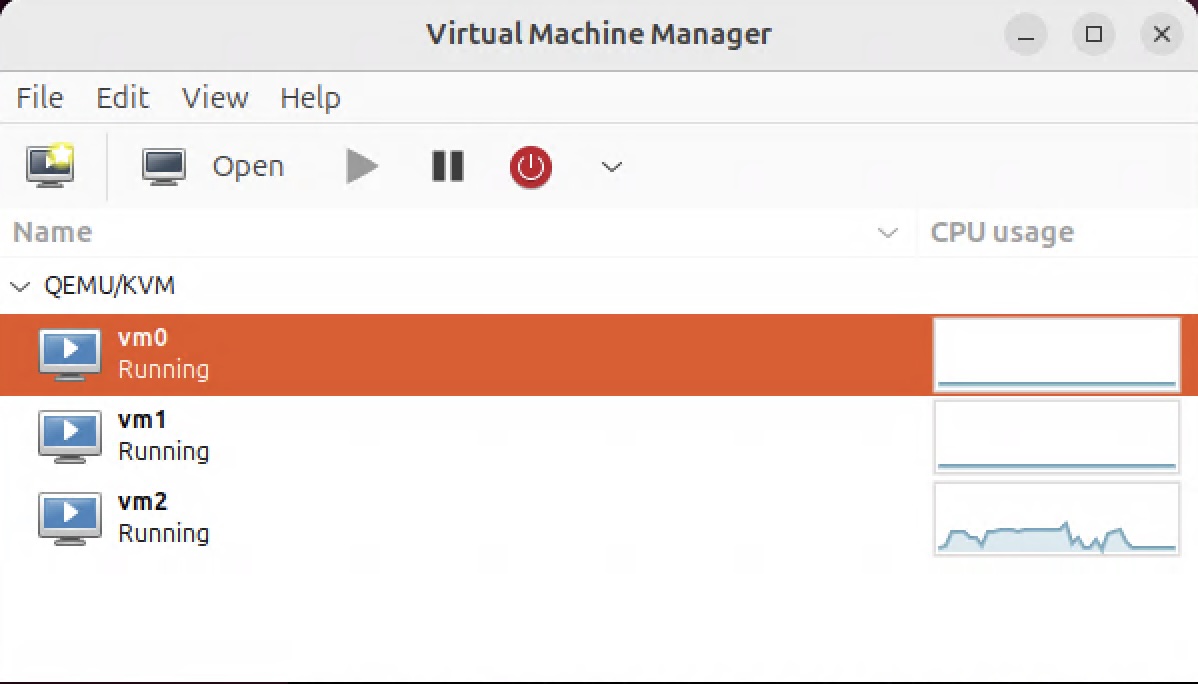 Virtual Machine Manager
File Edit View Help
Open
Name CPU usage
QEMU/KVM
vm0
Running
vm1
Running
vm2
Running